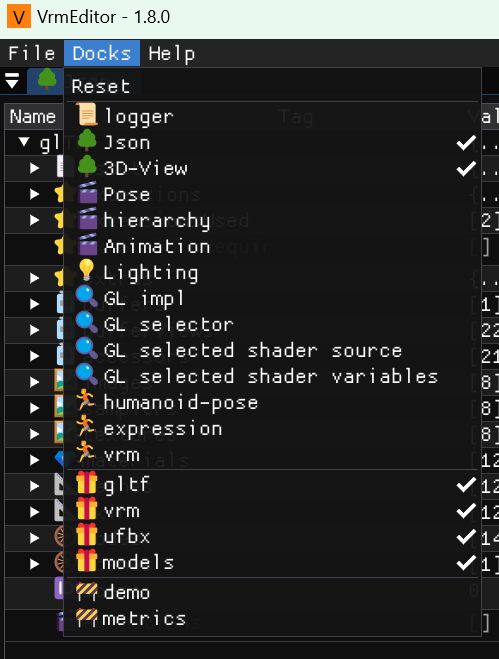 VrmEditor - 1.8.0
File Docks Help
Reset
Name Tag Val
logger
Json
3D-View
Pose
hierarchy
Animation
Lighting
GL impl
GL selector
GL selected shader source
GL selected shader variables
humanoid-pose
expression
vrm
gltf
vrm
ufbx
models
demo
metrics
{..
{..
{..
[2]
[]
{..
[1]
[22
[21
[8]
[8]
[8]
[12
[12
[12
[14
[1]
0
[]